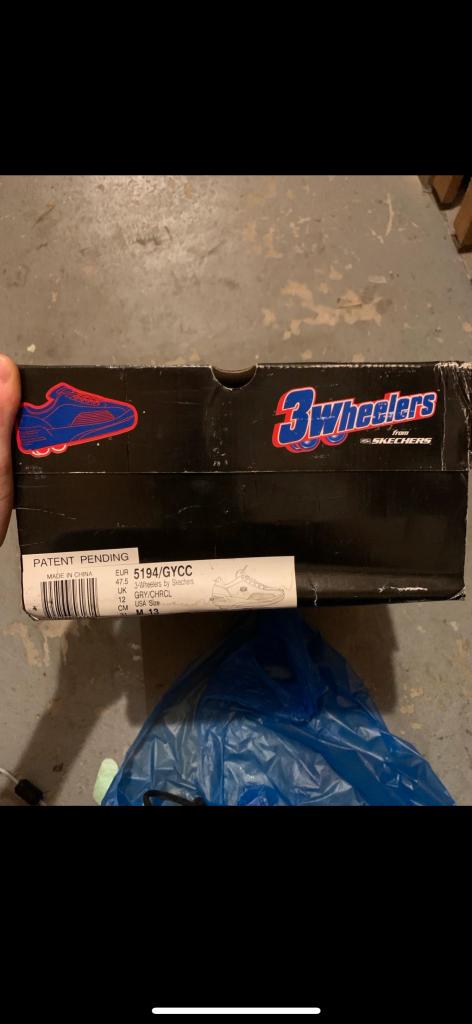 3Wheelers
from
SKECHERS
PATENT PENDING
MADE IN CHINA
EUR
47.5
UK
12
CM
5194/GYCC
3-Wheelers by Skechers
GRY/CHRCL
USA Size
M 13